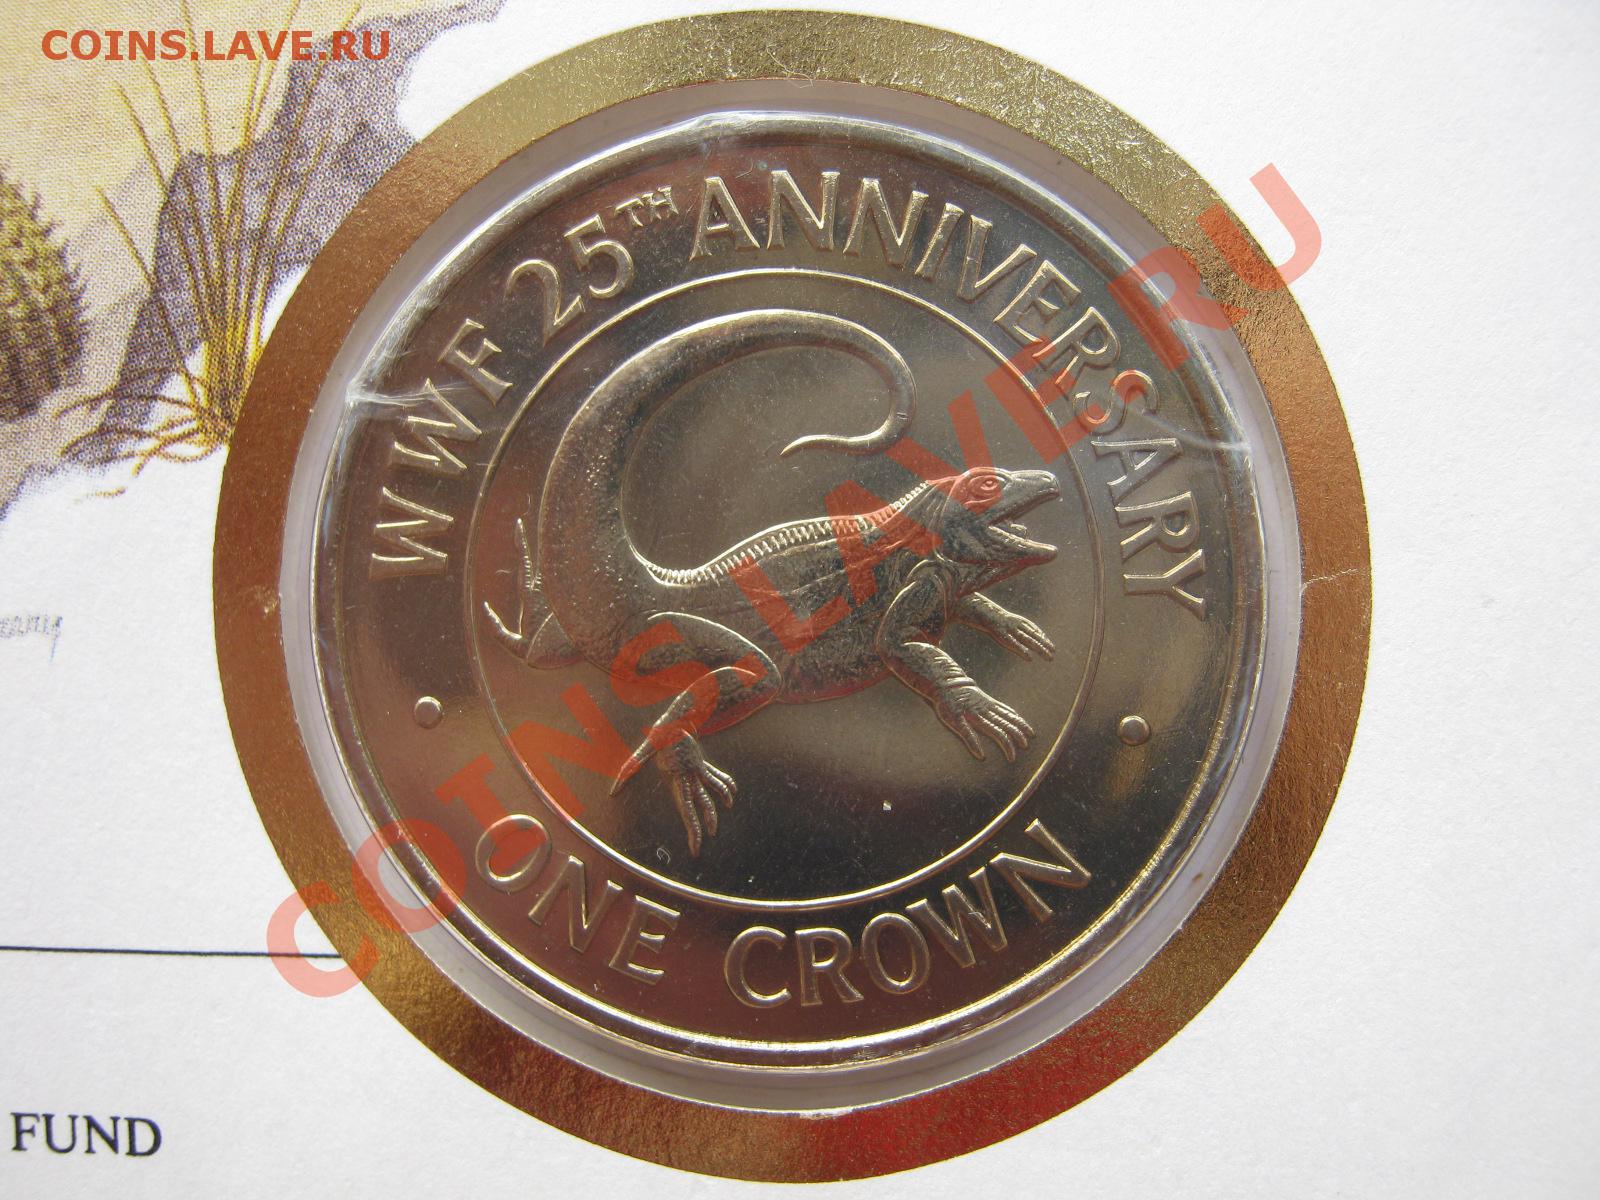 COINS.LAVE.RU
WWF 25TH ANNIVERSARY
ONE CROWN
COINS.LAVE.RU
FUND